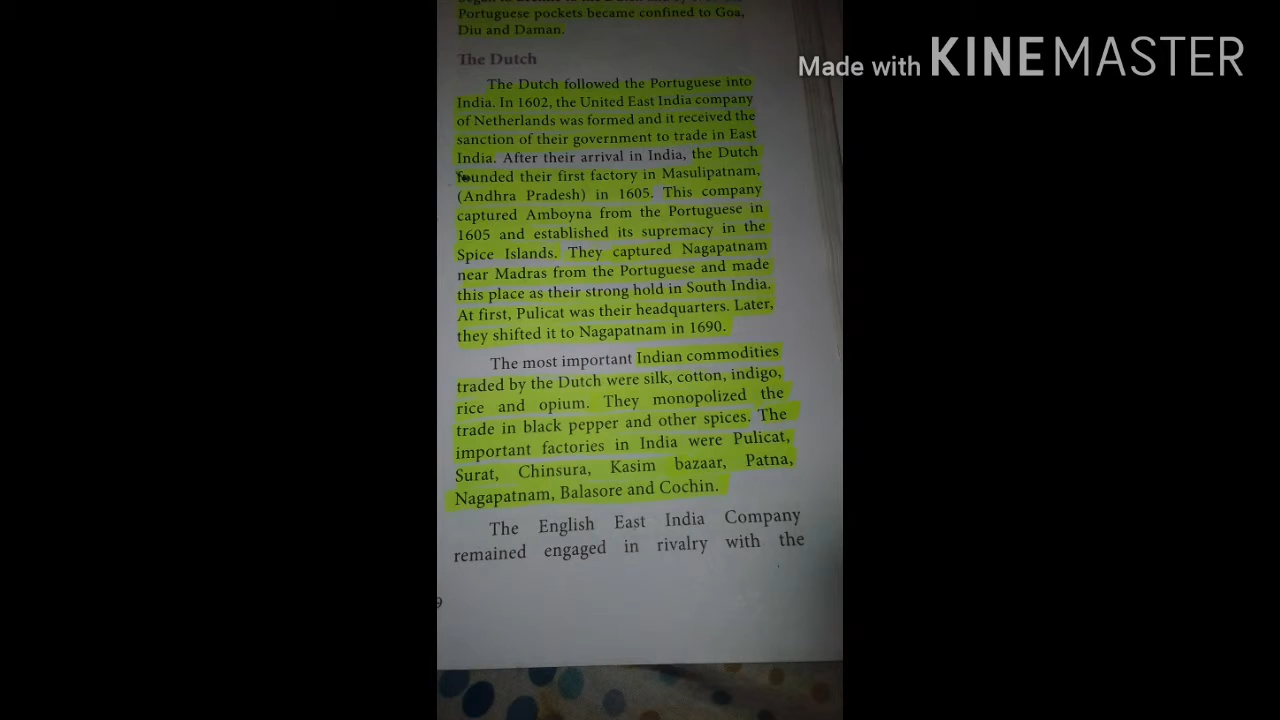 Made with KINEMASTER
Portuguese pockets became confined to Goa,
Diu and Daman.
The Dutch
The Dutch followed the Portuguese into
India. In 1602, the United East India company
of Netherlands was formed and it received the
sanction of their government to trade in East
India. After their arrival in India, the Dutch
founded their first factory in Masulipatnam,
(Andhra Pradesh) in 1605. This company
captured Amboyna from the Portuguese in
1605 and established its supremacy in the
Spice Islands. They captured Nagapatnam
near Madras from the Portuguese and made
this place as their strong hold in South India.
At first, Pulicat was their headquarters. Later,
they shifted it to Nagapatnam in 1690.
The most important Indian commodities
traded by the Dutch were silk, cotton, indigo,
rice and opium. They monopolized the
trade in black pepper and other spices. The
important factories in India were Pulicat,
Surat, Chinsura, Kasim bazaar, Patna,
Nagapatnam, Balasore and Cochin.
The English East India Company
remained engaged in rivalry with the
9